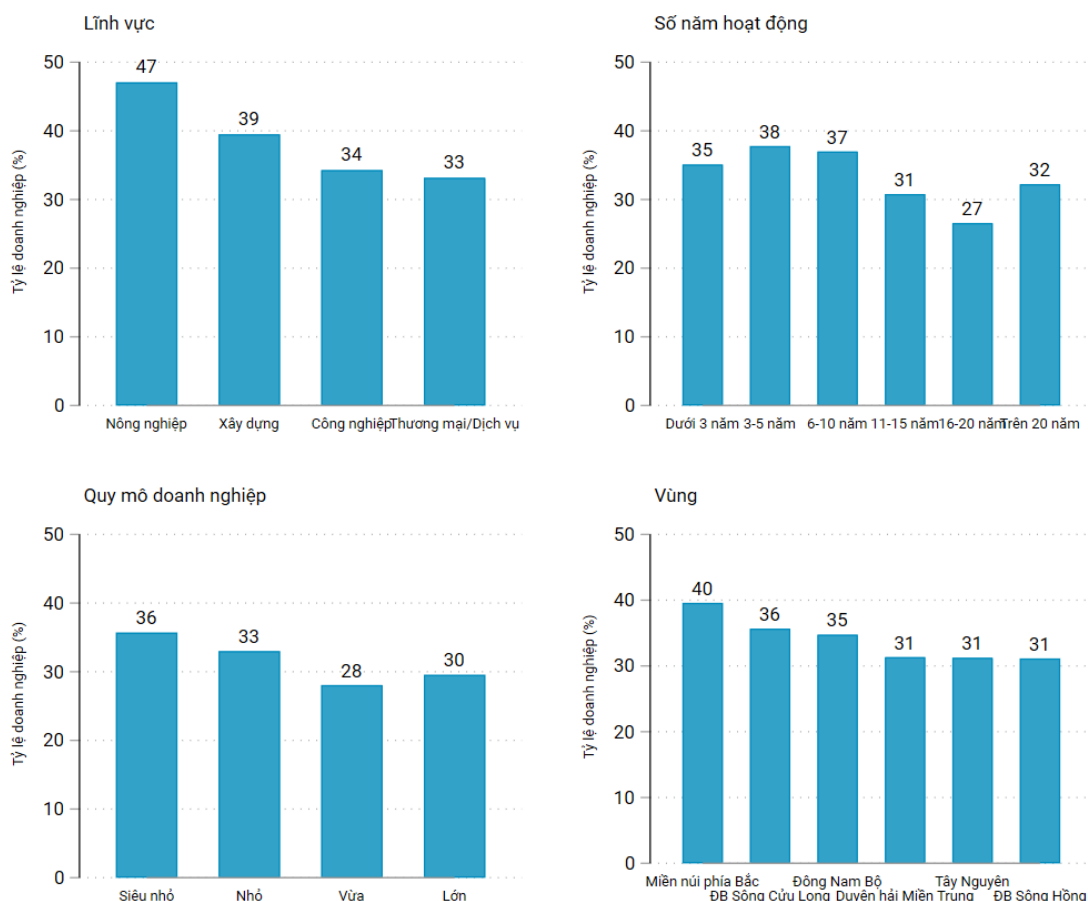 Lĩnh vực
Tỷ lệ doanh nghiệp (%)
50
40
30
20
10
0
47
39
34
33
Nông nghiệp
Xây dựng
Công nghiệp
Thương mại/Dịch vụ
Số năm hoạt động
Tỷ lệ doanh nghiệp (%)
50
40
30
20
10
0
35
38
37
31
27
32
Dưới 3 năm
3-5 năm
6-10 năm
11-15 năm
16-20 năm
Trên 20 năm
Quy mô doanh nghiệp
Tỷ lệ doanh nghiệp (%)
50
40
30
20
10
0
36
33
28
30
Siêu nhỏ
Nhỏ
Vừa
Lớn
Vùng
Tỷ lệ doanh nghiệp (%)
50
40
30
20
10
0
40
36
35
31
31
31
Miền núi phía Bắc
ĐB Sông Cửu Long
Đông Nam Bộ
Duyên hải Miền Trung
Tây Nguyên
ĐB Sông Hồng